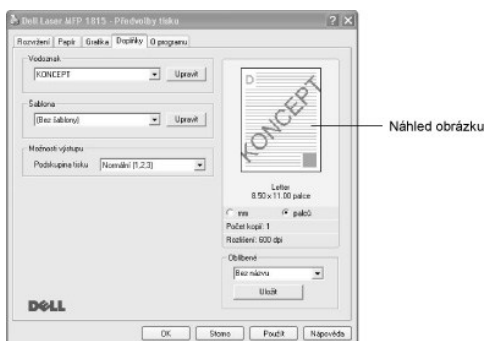 Dell Laser MFP 1815 - Předvolby tisku
Rozvržení Papír Grafika Doplňky O programu
Vodoznak
KONCEPT Upravit
Šablona
(Bez šablony) Upravit
Možnosti výstupu
Podskupina tisku Normální (1,2,3)
D
KONCEPT
Náhled obrázku
Letter
8.50 x 11.00 palce
mm palců
Počet kopií: 1
Rozlišení: 600 dpi
Oblíbené
Bez názvu
Uložit
DELL
OK Storno Použít Nápověda